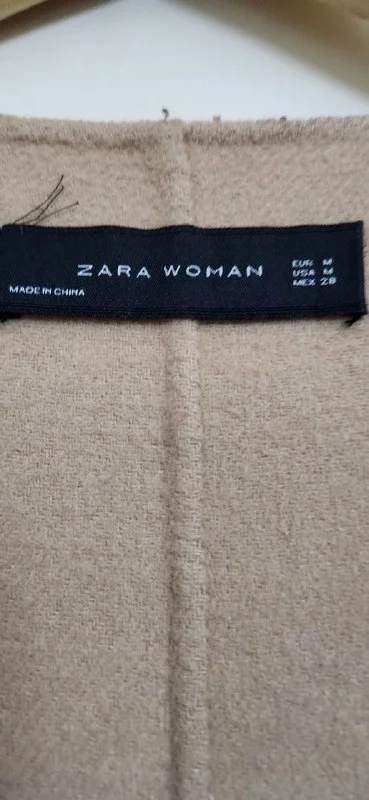 ZARA WOMAN
MADE IN CHINA
EUR M
USA M
MEX 28